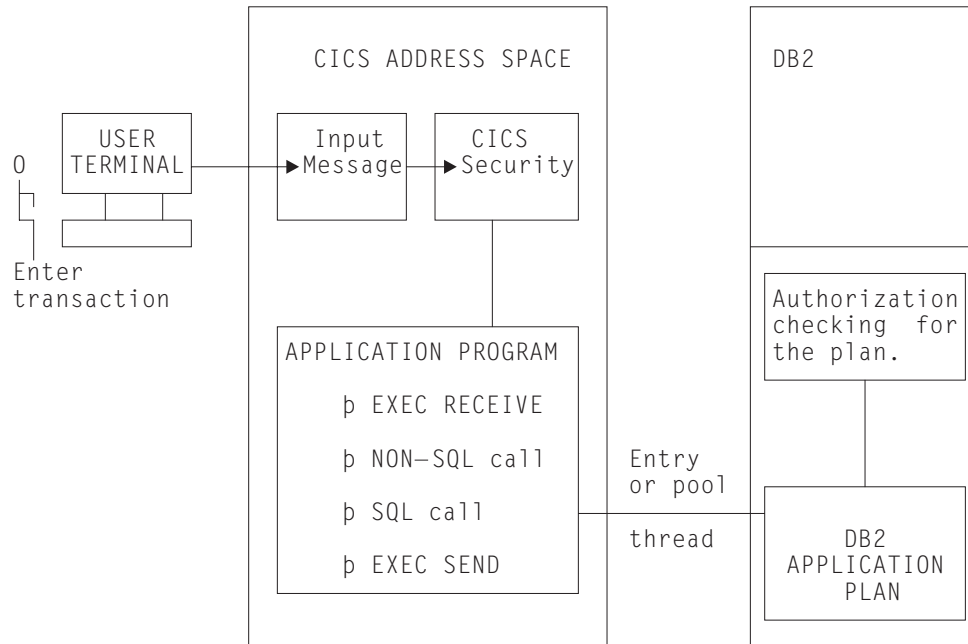 CICS ADDRESS SPACE
DB2
USER
TERMINAL
Input
Message
CICS
Security
O
Enter
transaction
Authorization
checking for
the plan.
APPLICATION PROGRAM
þ EXEC RECEIVE
þ NON—SQL call
þ SQL call
þ EXEC SEND
Entry
or pool
thread
DB2
APPLICATION
PLAN